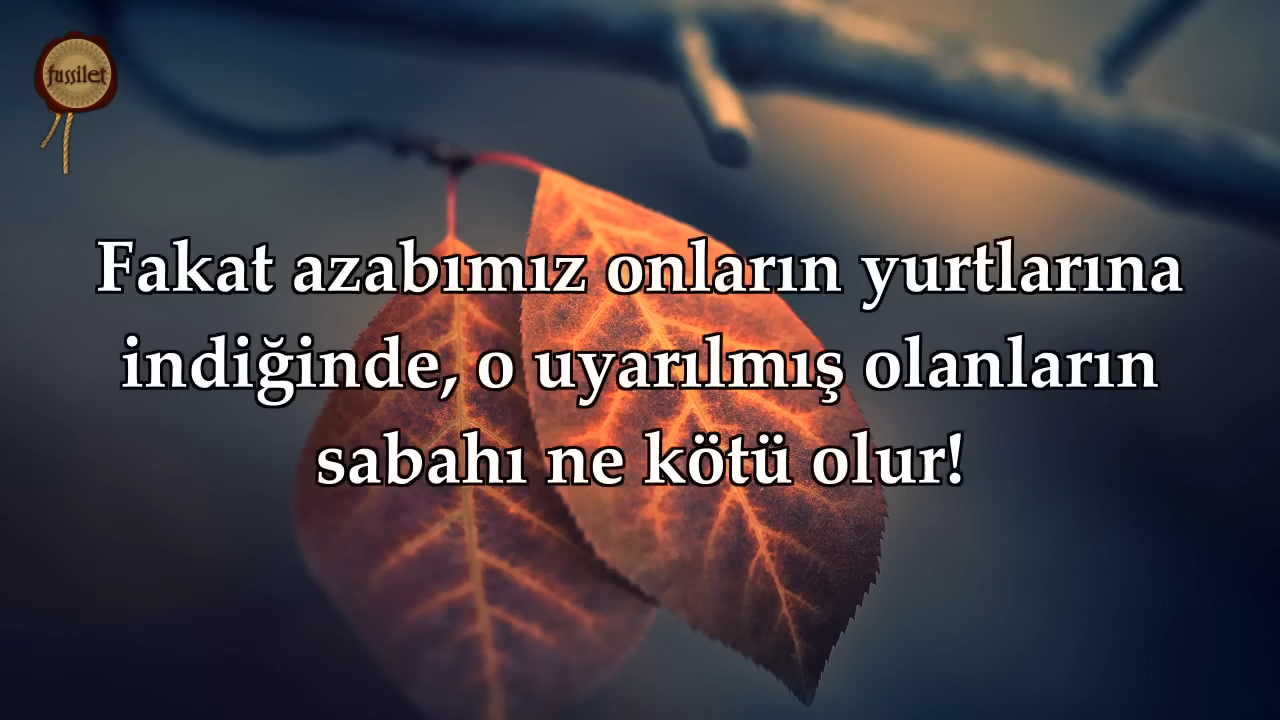 fussilet
Fakat azabımız onların yurtlarına
indiğinde, o uyarılmış olanların
sabahı ne kötü olur!